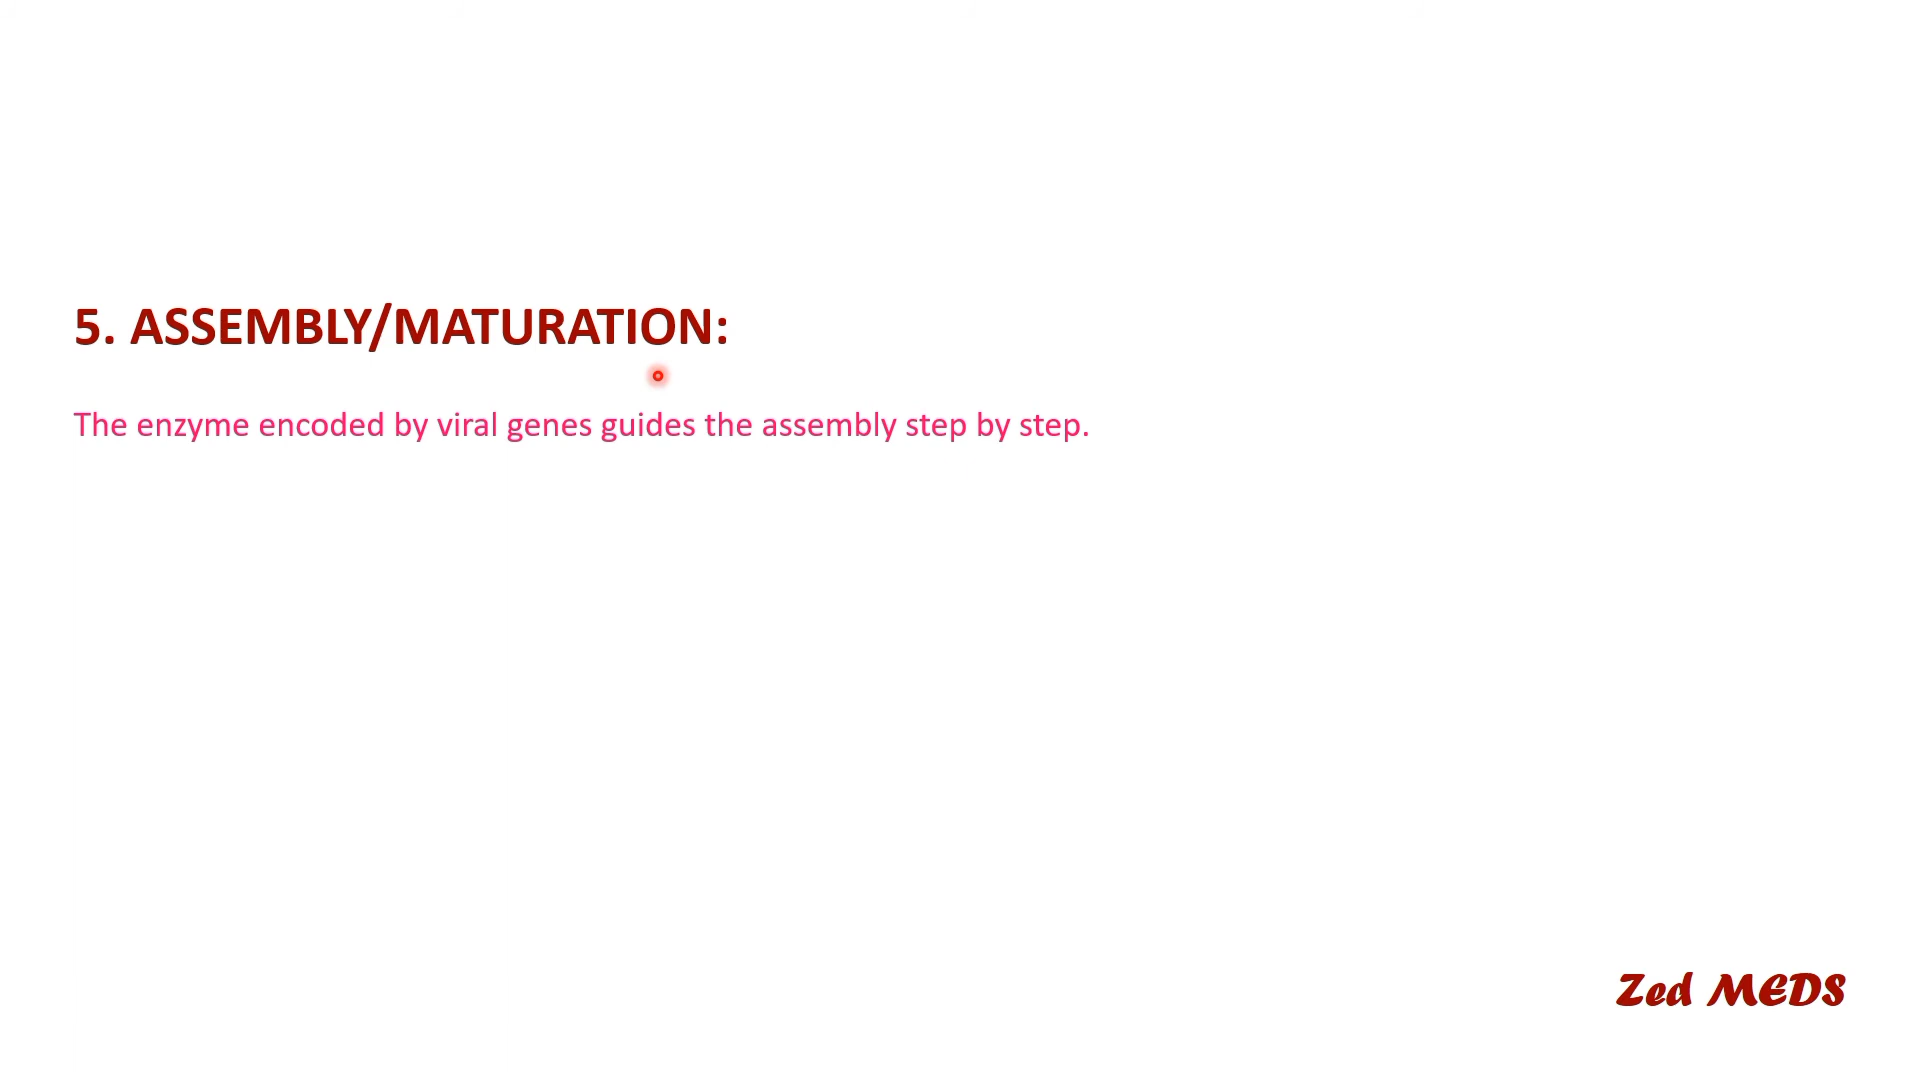 5. ASSEMBLY/MATURATION:
The enzyme encoded by viral genes guides the assembly step by step.
Zed MEDS